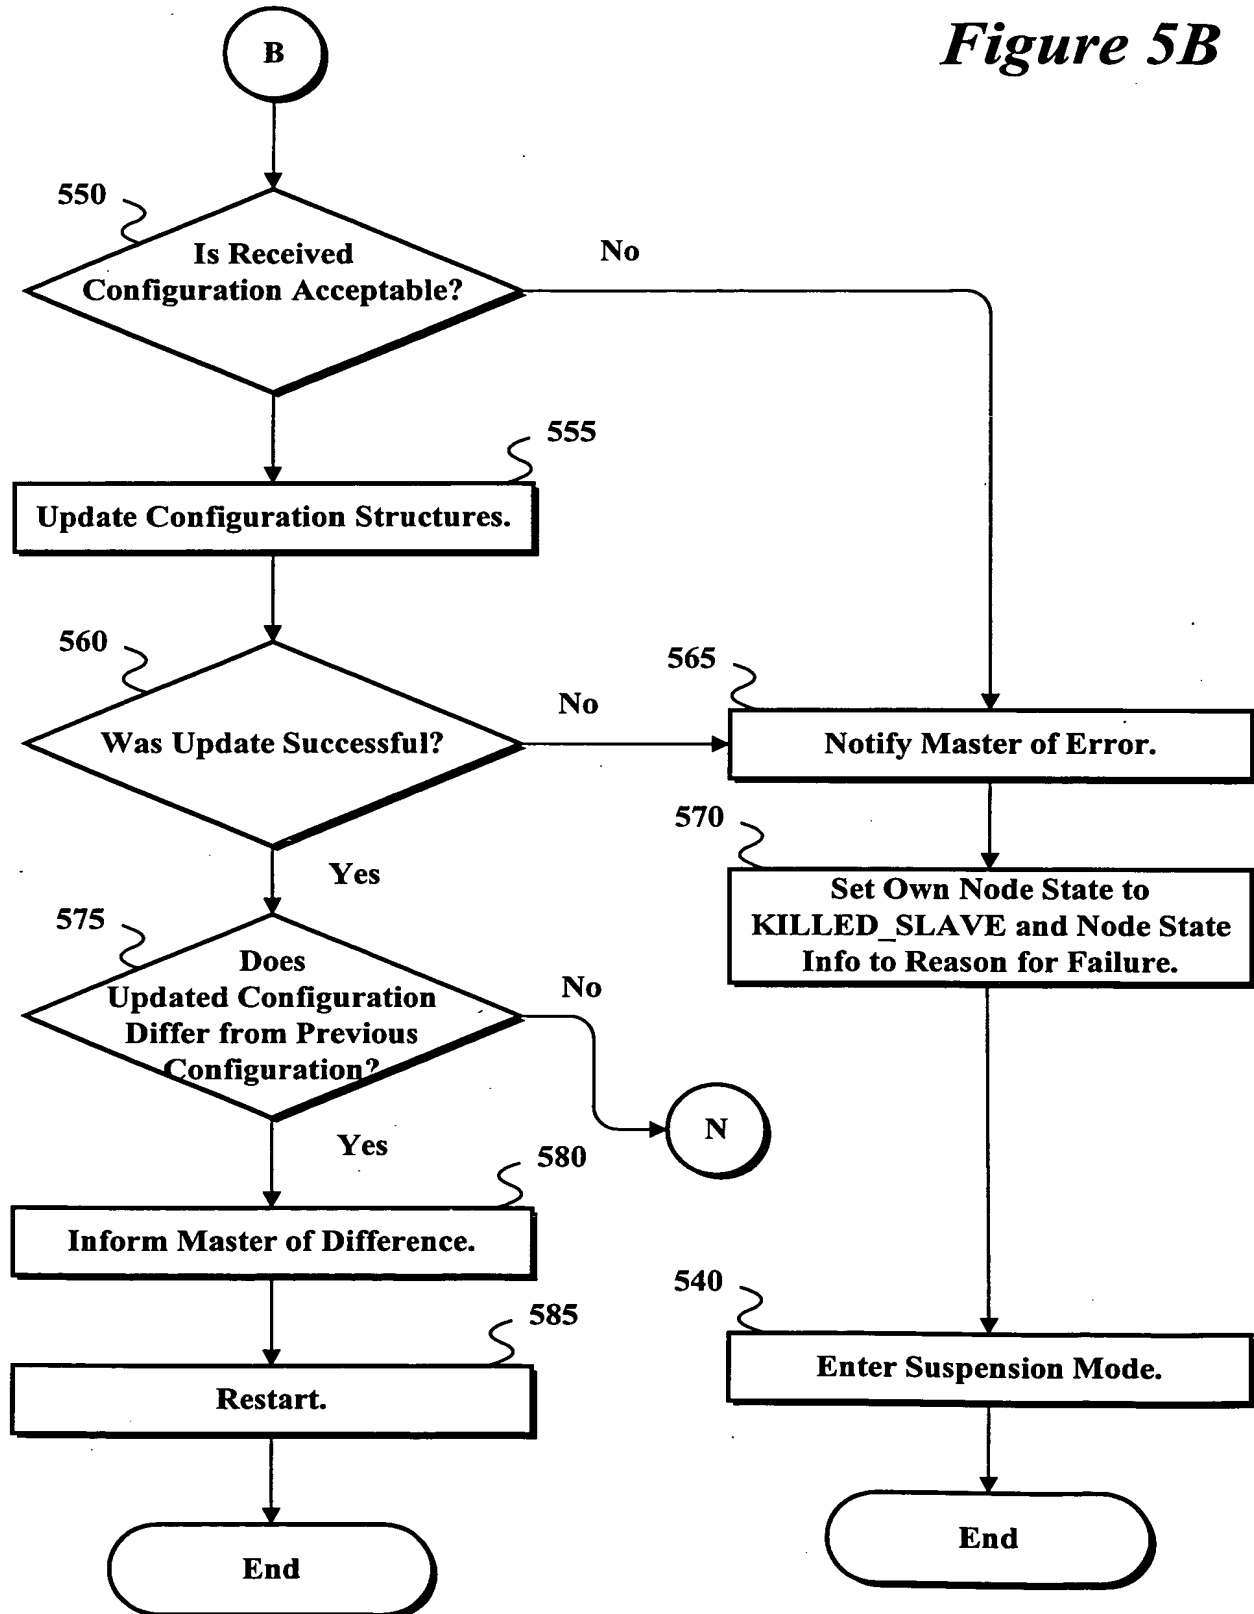 Figure 5B
B
550
Is Received
Configuration Acceptable?
No
555
Update Configuration Structures.
560
Was Update Successful?
No
565
Notify Master of Error.
Yes
570
Set Own Node State to
KILLED_SLAVE and Node State
Info to Reason for Failure.
575
Does
Updated Configuration
Differ from Previous
Configuration?
No
N
Yes
580
Inform Master of Difference.
585
Restart.
540
Enter Suspension Mode.
End
End